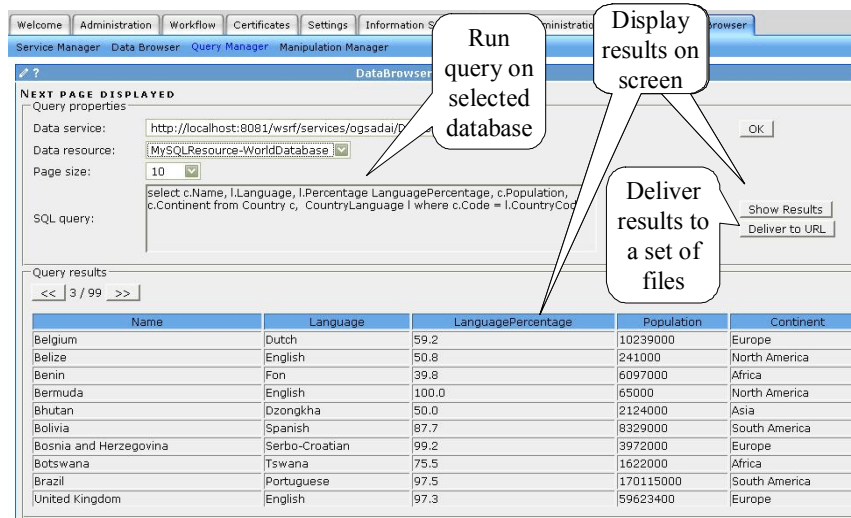 Welcome Administration Workflow Certificates Settings Information
Service Manager Data Browser Query Manager Manipulation Manager
Run
query on
selected
database
Display
results on
screen
?
DataBrowser
NEXT PAGE DISPLAYED
Query properties
Data service: http://localhost:8081/wsrf/services/ogsadai/D
OK
Data resource: MySQLResource-WorldDatabase
Page size: 10
SQL query:
select c.Name, l.Language, l.Percentage LanguagePercentage, c.Population,
c.Continent from Country c, CountryLanguage l where c.Code = l.CountryCod
Deliver
results to
a set of
files
Show Results
Deliver to URL
Query results
<< 3 / 99 >>
Name Language LanguagePercentage Population Continent
Belgium Dutch 59.2 10239000 Europe
Belize English 50.8 241000 North America
Benin Fon 39.8 6097000 Africa
Bermuda English 100.0 65000 North America
Bhutan Dzongkha 50.0 2124000 Asia
Bolivia Spanish 87.7 8329000 South America
Bosnia and Herzegovina Serbo-Croatian 99.2 3972000 Europe
Botswana Tswana 75.5 1622000 Africa
Brazil Portuguese 97.5 170115000 South America
United Kingdom English 97.3 59623400 Europe